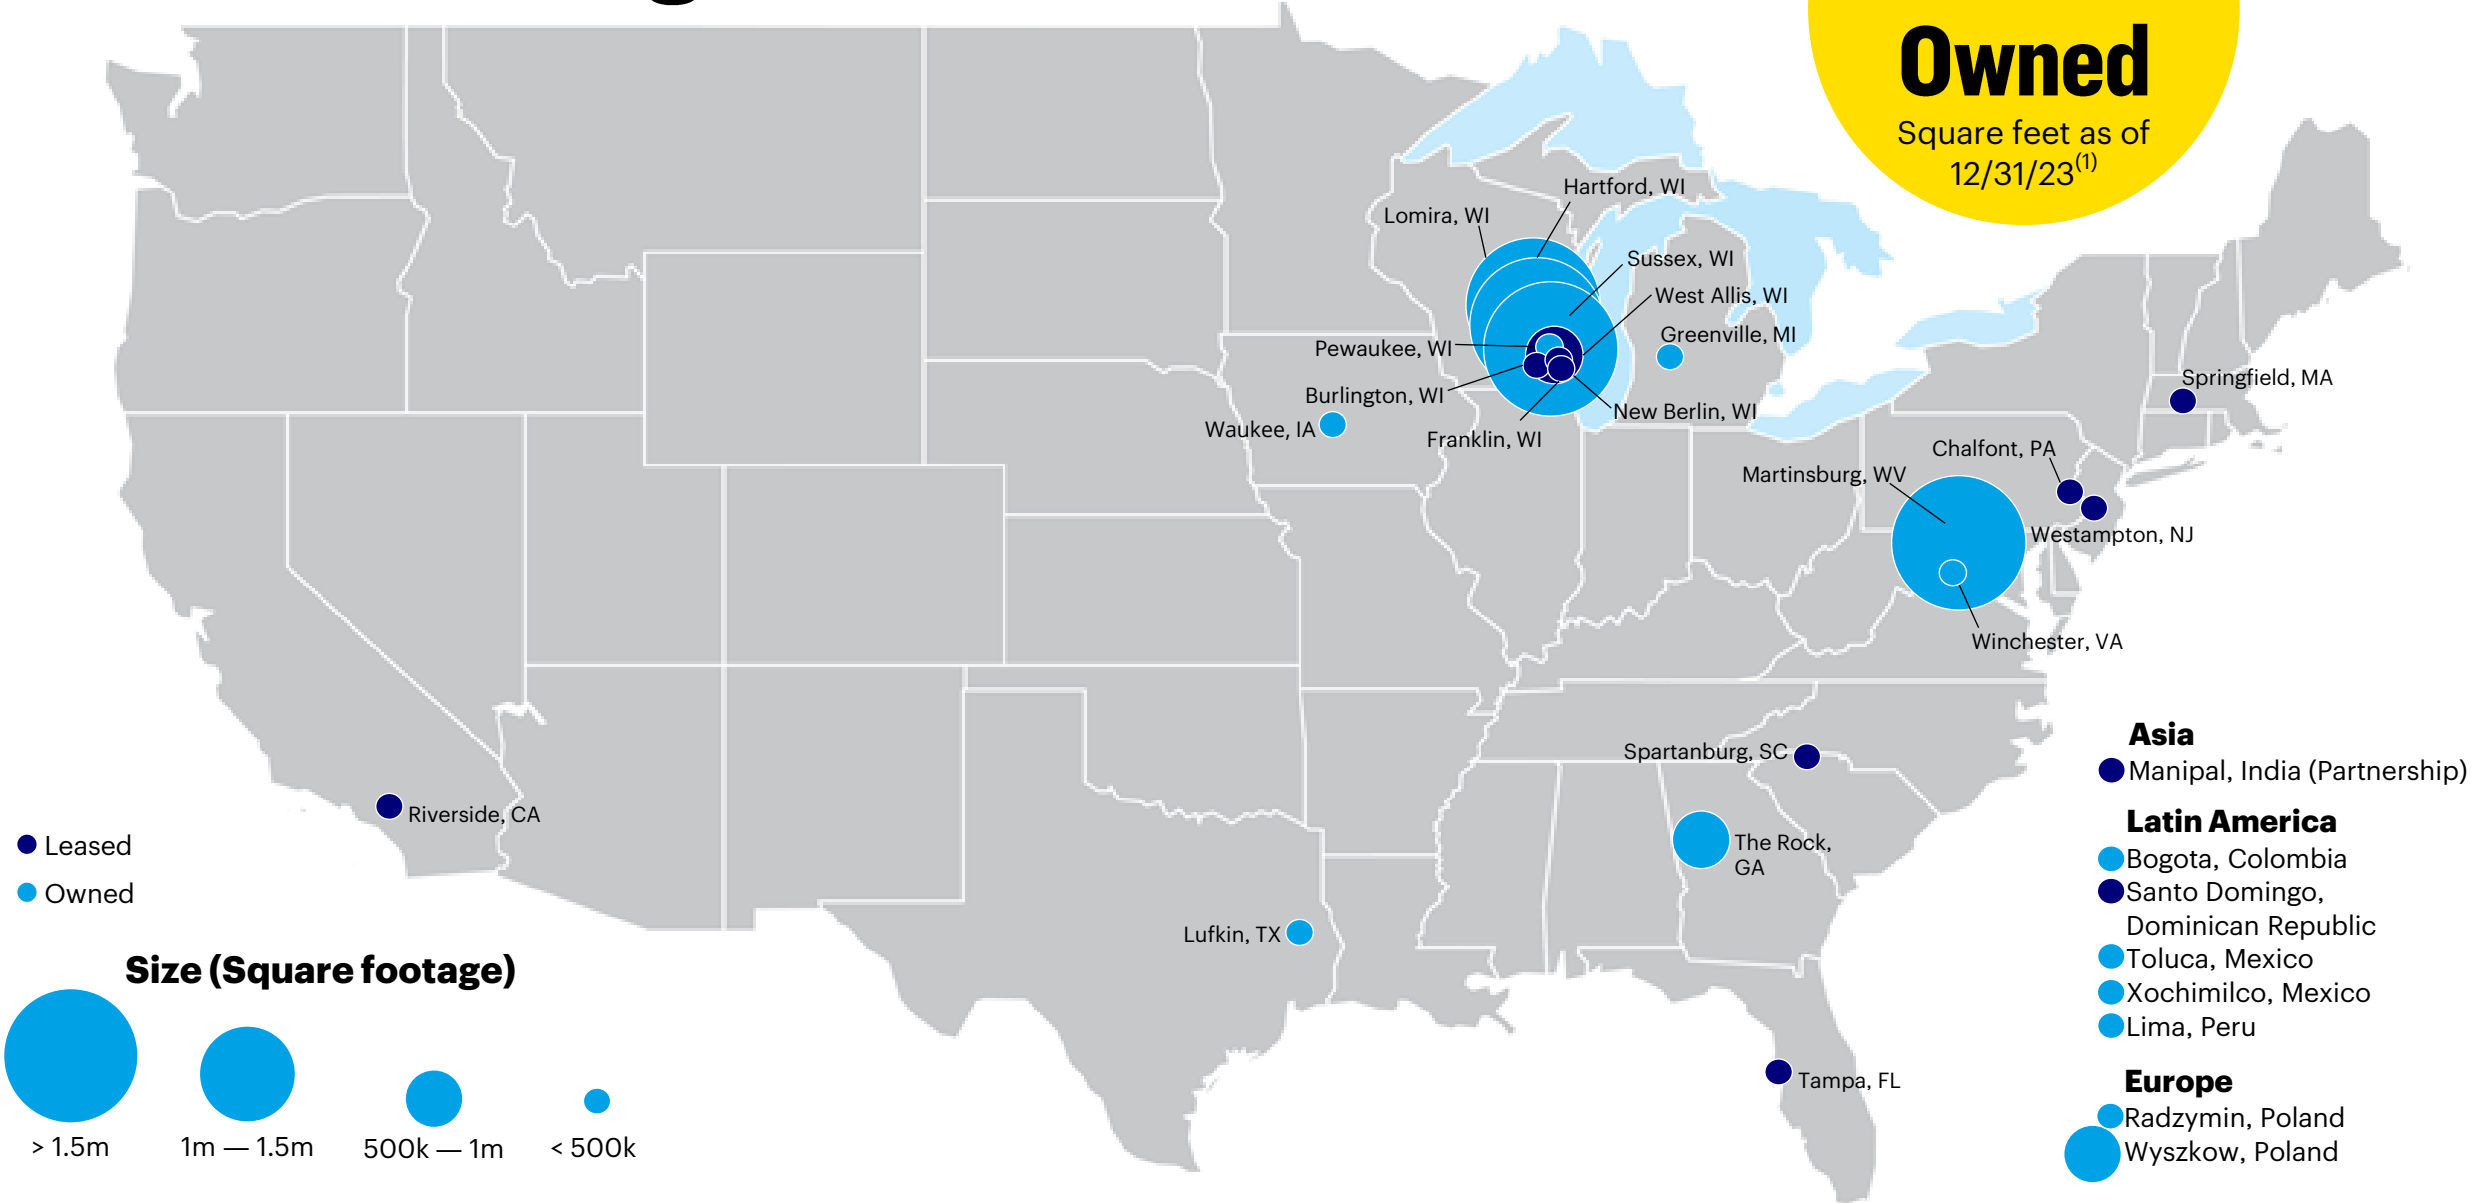 Owned
Square feet as of
12/31/23(1)
Hartford, WI
Lomira, WI
Sussex, WI
West Allis, WI
Greenville, MI
Pewaukee, WI
Burlington, WI
New Berlin, WI
Waukee, IA
Franklin, WI
Springfield, MA
Chalfont, PA
Martinsburg, WV
Westampton, NJ
Winchester, VA
Spartanburg, SC
Riverside, CA
The Rock,
GA
Lufkin, TX
Tampa, FL
Leased
Owned
Size (Square footage)
> 1.5m
1m — 1.5m
500k — 1m
< 500k
Asia
Manipal, India (Partnership)
Latin America
Bogota, Colombia
Santo Domingo,
Dominican Republic
Toluca, Mexico
Xochimilco, Mexico
Lima, Peru
Europe
Radzymin, Poland
Wyszkow, Poland